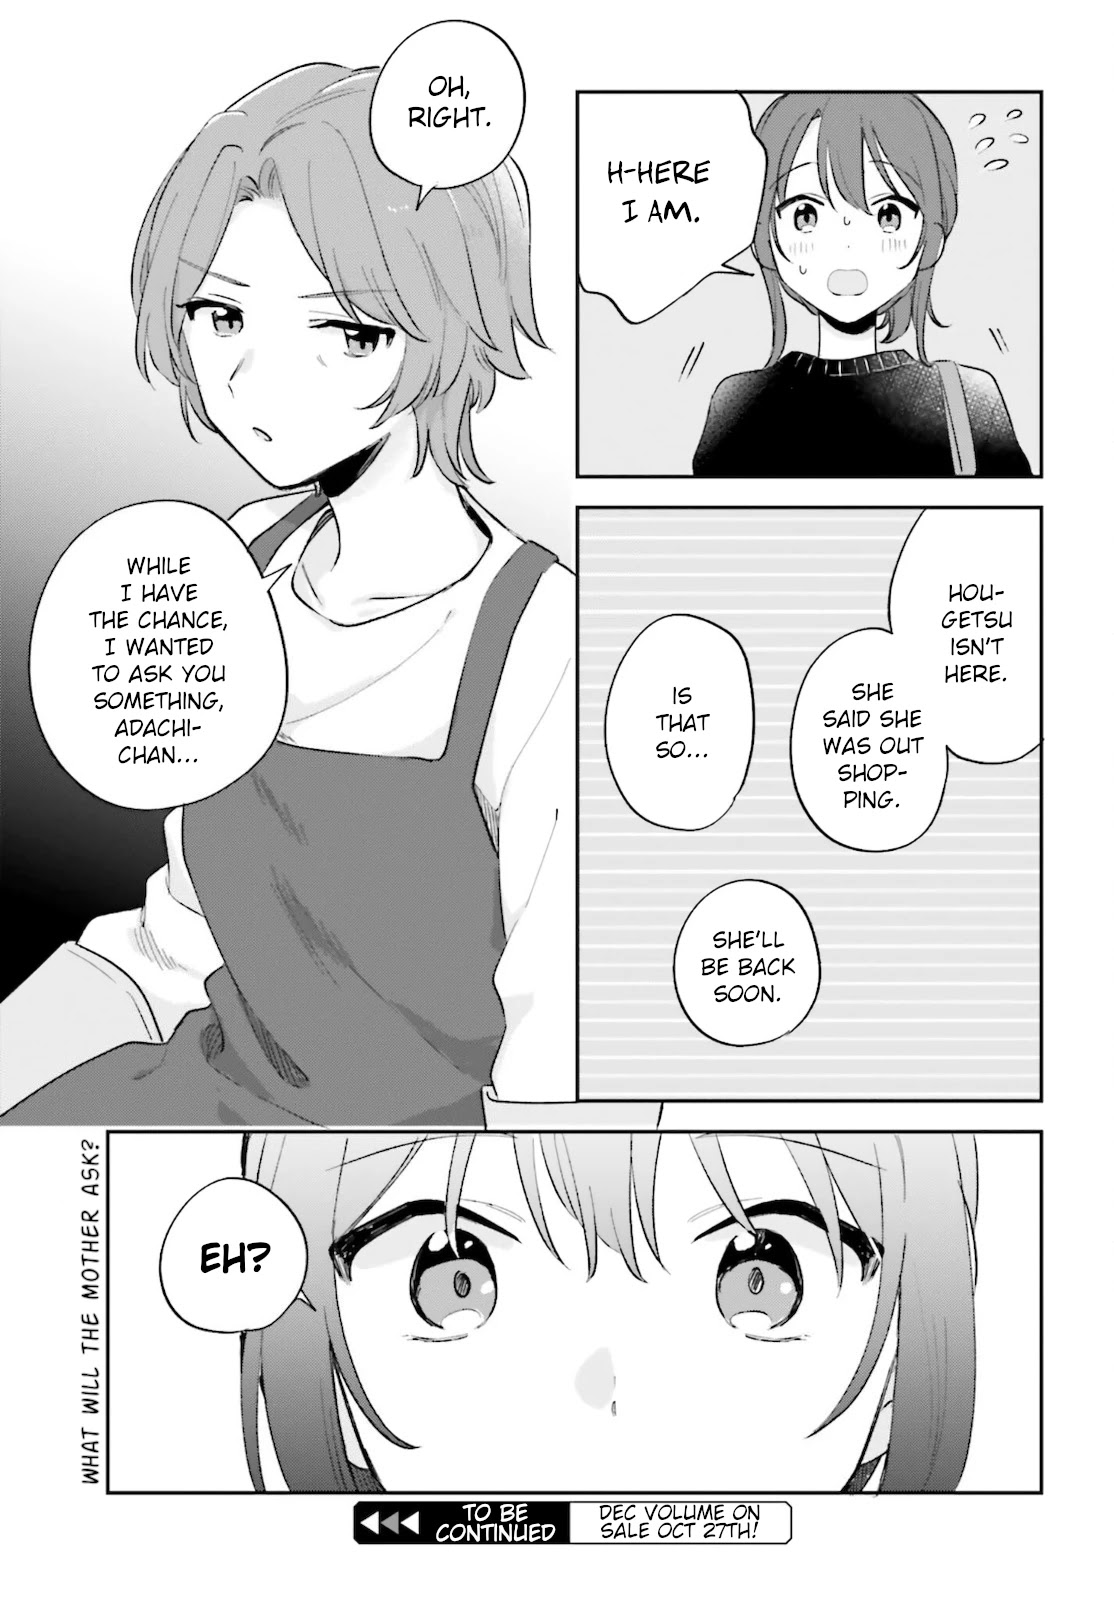 H-HERE
I AM.
HOU-
GETSU
ISN'T
HERE.
SHE
SAID SHE
WAS OUT
SHOP-
PING.
IS
THAT
SO...
SHE'LL
BE BACK
SOON.
OH,
RIGHT.
WHILE
I HAVE
THE CHANCE,
I WANTED
TO ASK YOU
SOMETHING,
ADACHI-
CHAN...
EH?
WHAT WILL THE MOTHER ASK?
TO BE
CONTINUED
DEC VOLUME ON
SALE OCT 27TH!